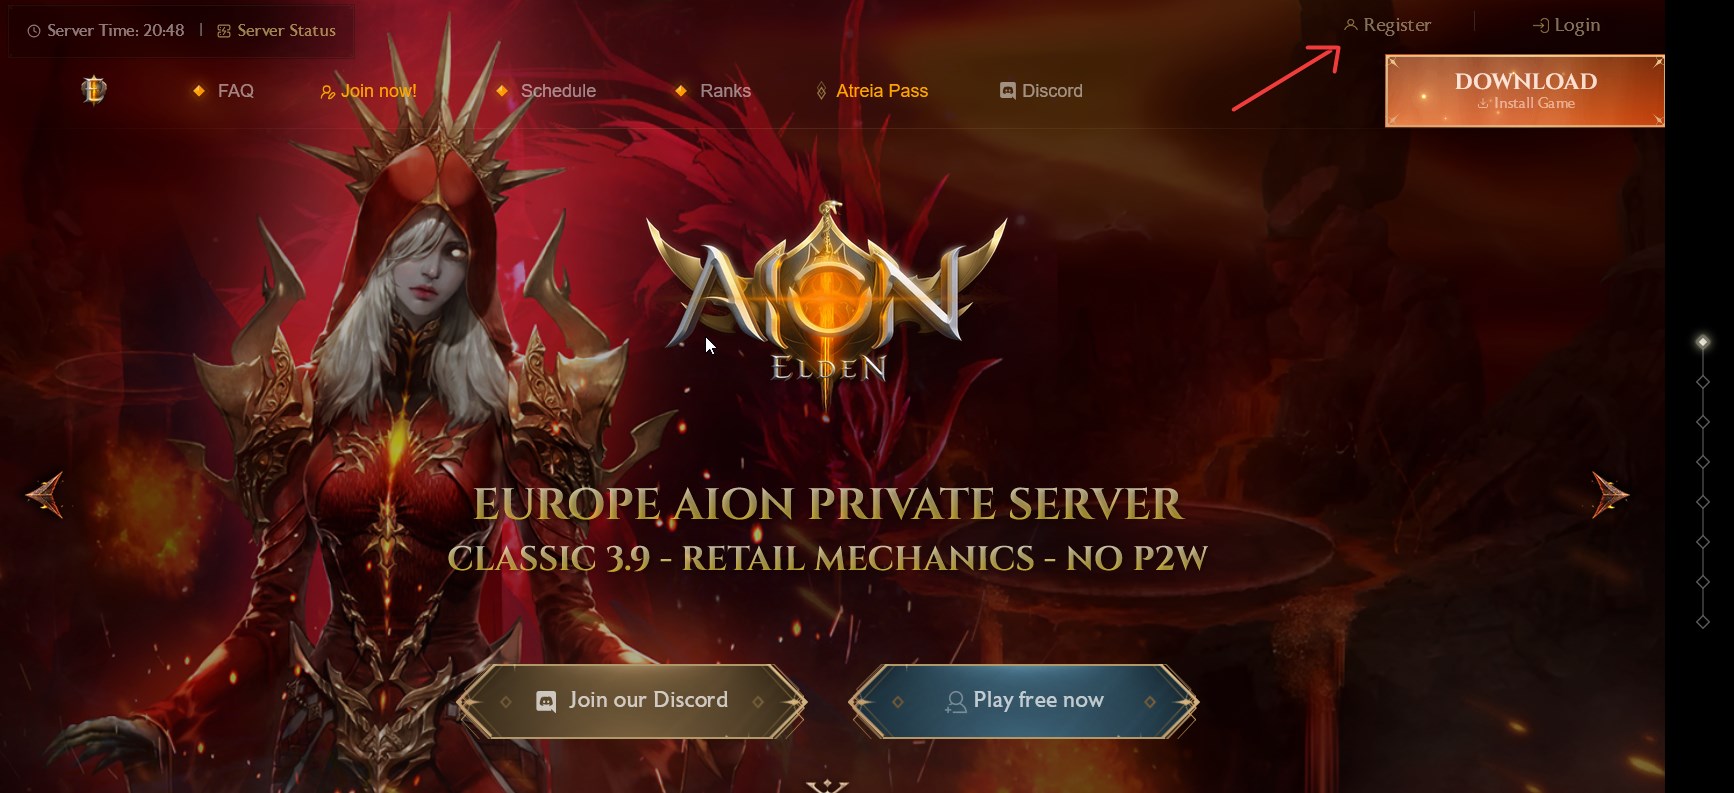 Server Time: 20:48 | Server Status
Register
Login
FAQ
Join now!
Schedule
Ranks
Atreia Pass
Discord
DOWNLOAD
Install Game
AION
ELDEN
EUROPE AION PRIVATE SERVER
CLASSIC 3.9 - RETAIL MECHANICS - NO P2W
Join our Discord
Play free now